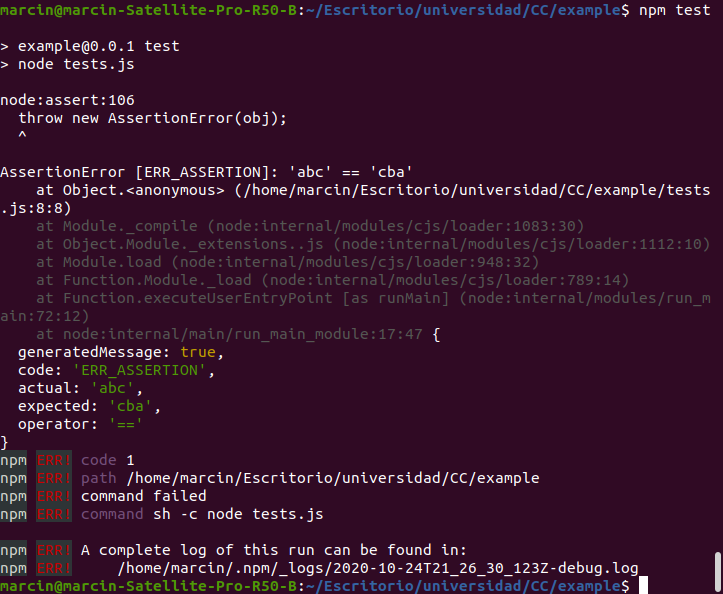 marcin@marcin-Satellite-Pro-R50-B:~/Escritorio/universidad/CC/example$ npm test
> example@0.0.1 test
> node tests.js
node:assert:106
  throw new AssertionError(obj);
  ^
AssertionError [ERR_ASSERTION]: 'abc' == 'cba'
    at Object.<anonymous> (/home/marcin/Escritorio/universidad/CC/example/tests
.js:8:8)
    at Module._compile (node:internal/modules/cjs/loader:1083:30)
    at Object.Module._extensions..js (node:internal/modules/cjs/loader:1112:10)
    at Module.load (node:internal/modules/cjs/loader:948:32)
    at Function.Module._load (node:internal/modules/cjs/loader:789:14)
    at Function.executeUserEntryPoint [as runMain] (node:internal/modules/run_m
ain:72:12)
    at node:internal/main/run_main_module:17:47 {
  generatedMessage: true,
  code: 'ERR_ASSERTION',
  actual: 'abc',
  expected: 'cba',
  operator: '=='
}
npm ERR! code 1
npm ERR! path /home/marcin/Escritorio/universidad/CC/example
npm ERR! command failed
npm ERR! command sh -c node tests.js
npm ERR! A complete log of this run can be found in:
npm ERR!     /home/marcin/.npm/_logs/2020-10-24T21_26_30_123Z-debug.log
marcin@marcin-Satellite-Pro-R50-B:~/Escritorio/universidad/CC/example$